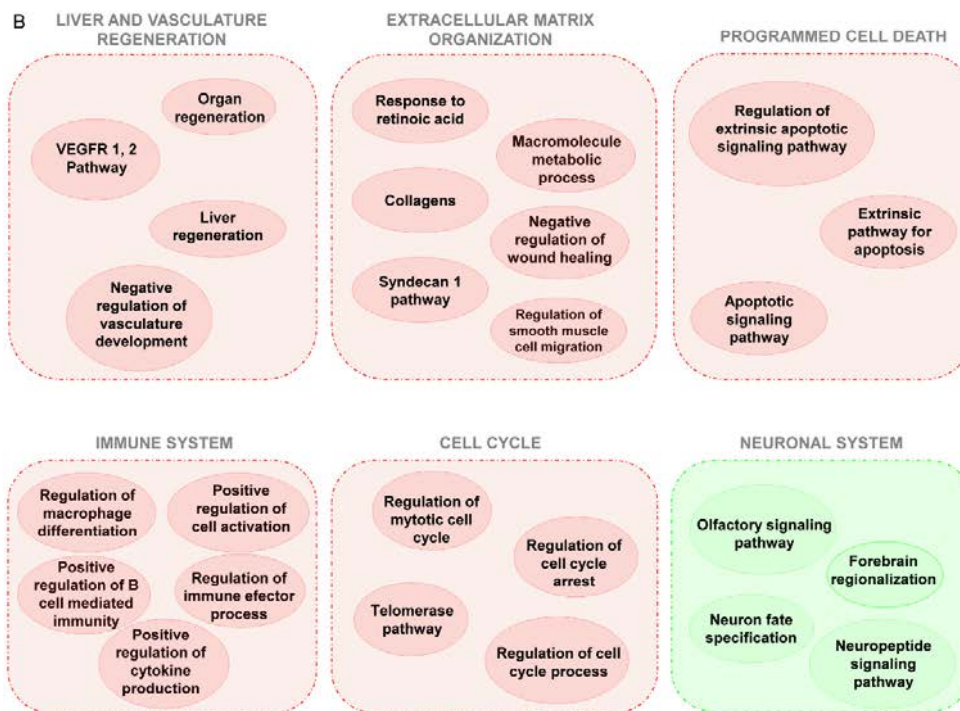 B
LIVER AND VASCULATURE
REGENERATION
Organ
regeneration
VEGFR 1, 2
Pathway
Liver
regeneration
Negative
regulation of
vasculature
development
EXTRACELLULAR MATRIX
ORGANIZATION
Response to
retinoic acid
Macromolecule
metabolic
process
Collagens
Negative
regulation of
wound healing
Syndecan 1
pathway
Regulation of
smooth muscle
cell migration
PROGRAMMED CELL DEATH
Regulation of
extrinsic apoptotic
signaling pathway
Extrinsic
pathway for
apoptosis
Apoptotic
signaling
pathway
IMMUNE SYSTEM
Regulation of
macrophage
differentiation
Positive
regulation of
cell activation
Positive
regulation of B
cell mediated
immunity
Regulation of
immune efector
process
Positive
regulation of
cytokine
production
CELL CYCLE
Regulation of
mytotic cell
cycle
Regulation of
cell cycle
arrest
Telomerase
pathway
Regulation of cell
cycle process
NEURONAL SYSTEM
Olfactory signaling
pathway
Forebrain
regionalization
Neuron fate
specification
Neuropeptide
signaling
pathway